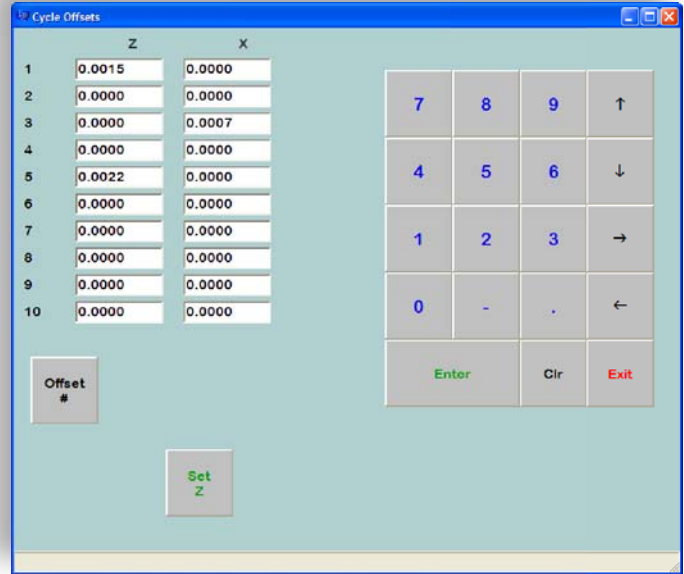 Cycle Offsets
Z X
1 0.0015 0.0000
2 0.0000 0.0000
3 0.0000 0.0007
4 0.0000 0.0000
5 0.0022 0.0000
6 0.0000 0.0000
7 0.0000 0.0000
8 0.0000 0.0000
9 0.0000 0.0000
10 0.0000 0.0000
7 8 9 ↑
4 5 6 ↓
1 2 3 →
0 - . ←
Enter Clr Exit
Offset
#
Set
Z